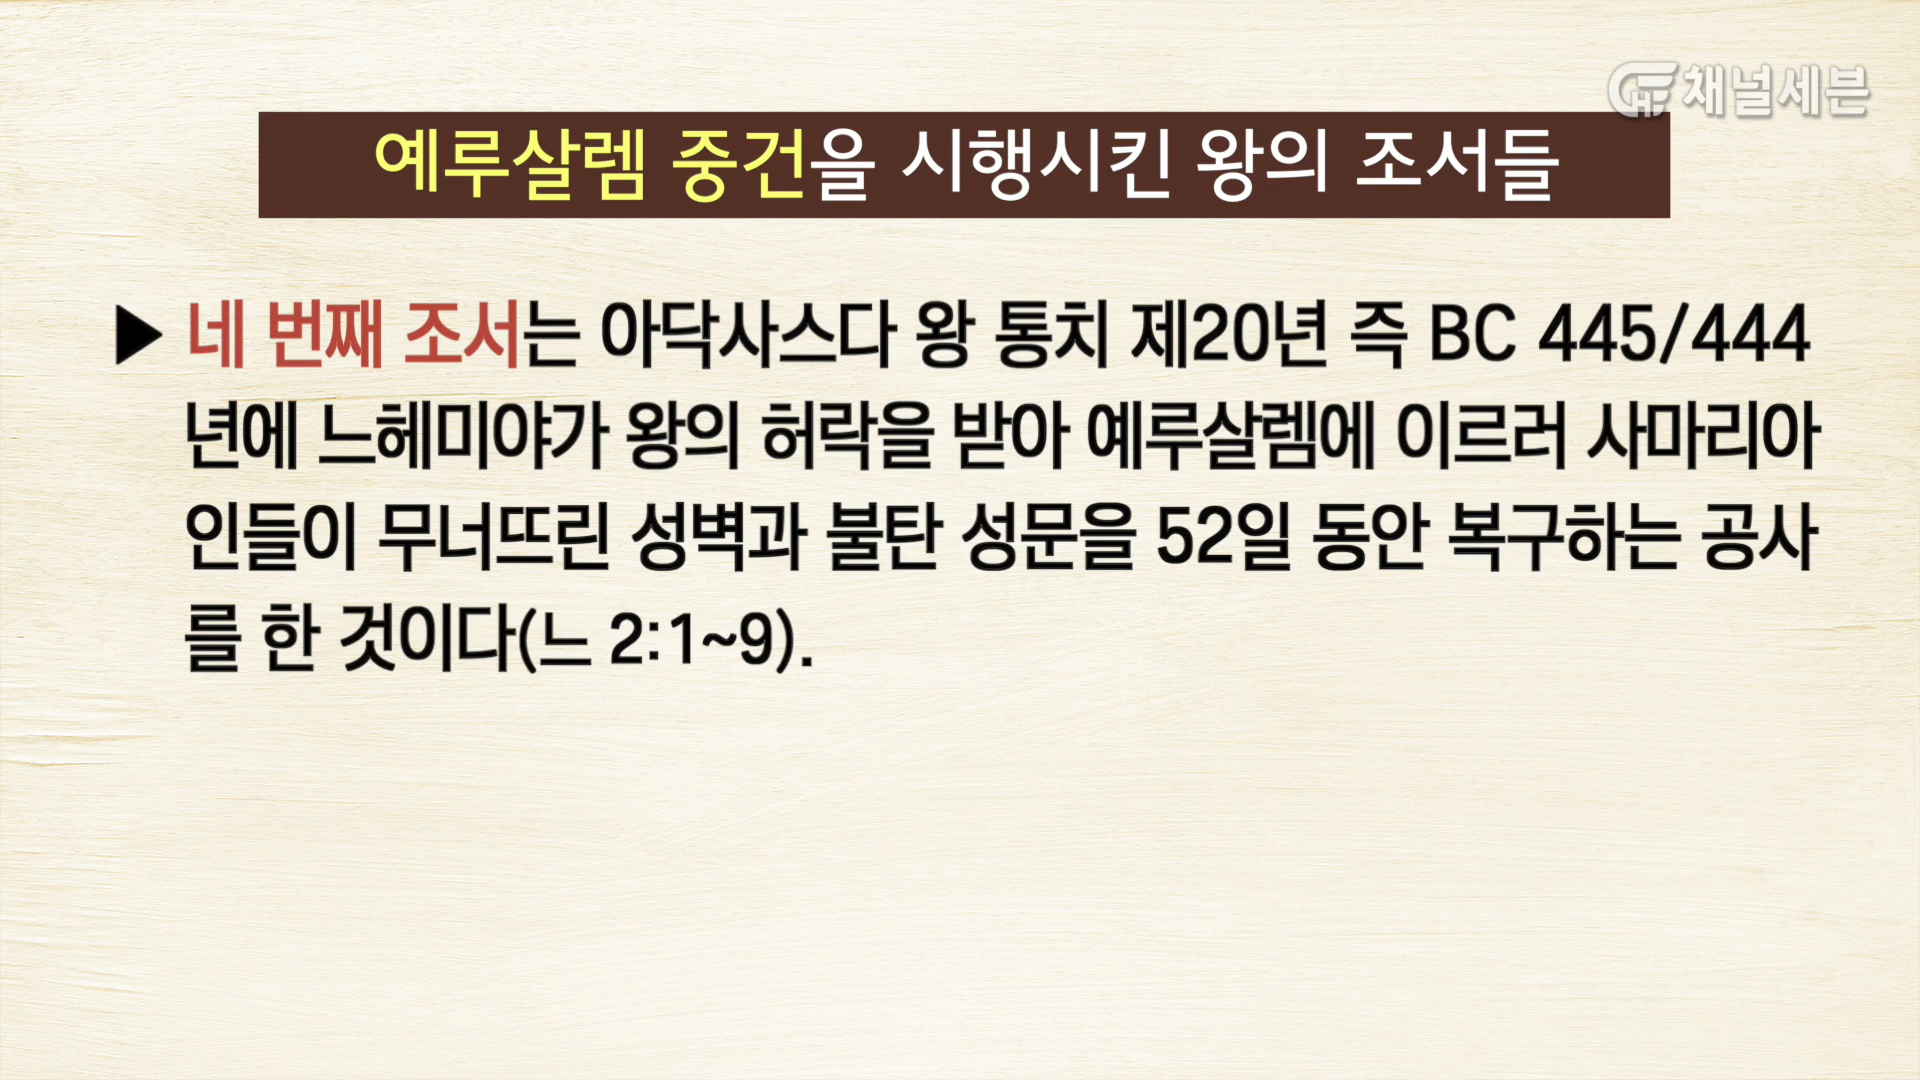 채널세븐
예루살렘 중건을 시행시킨 왕의 조서들
▶ 네 번째 조서는 아닥사스다 왕 통치 제20년 즉 BC 445/444
년에 느헤미야가 왕의 허락을 받아 예루살렘에 이르러 사마리아
인들이 무너뜨린 성벽과 불탄 성문을 52일 동안 복구하는 공사
를 한 것이다(느 2:1~9).